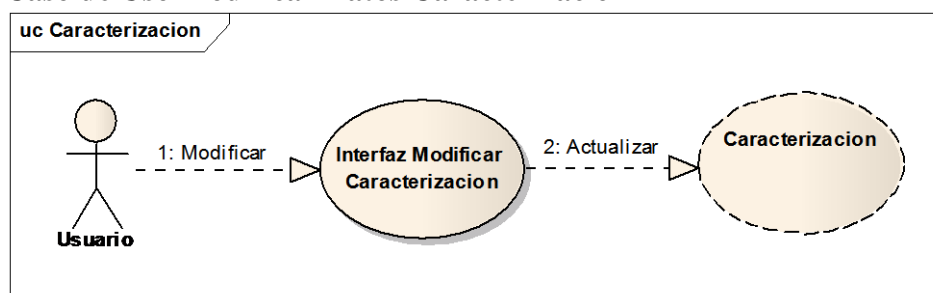 uc Caracterizacion
1: Modificar
Interfaz Modificar
Caracterizacion
2: Actualizar
Caracterizacion
Usuario